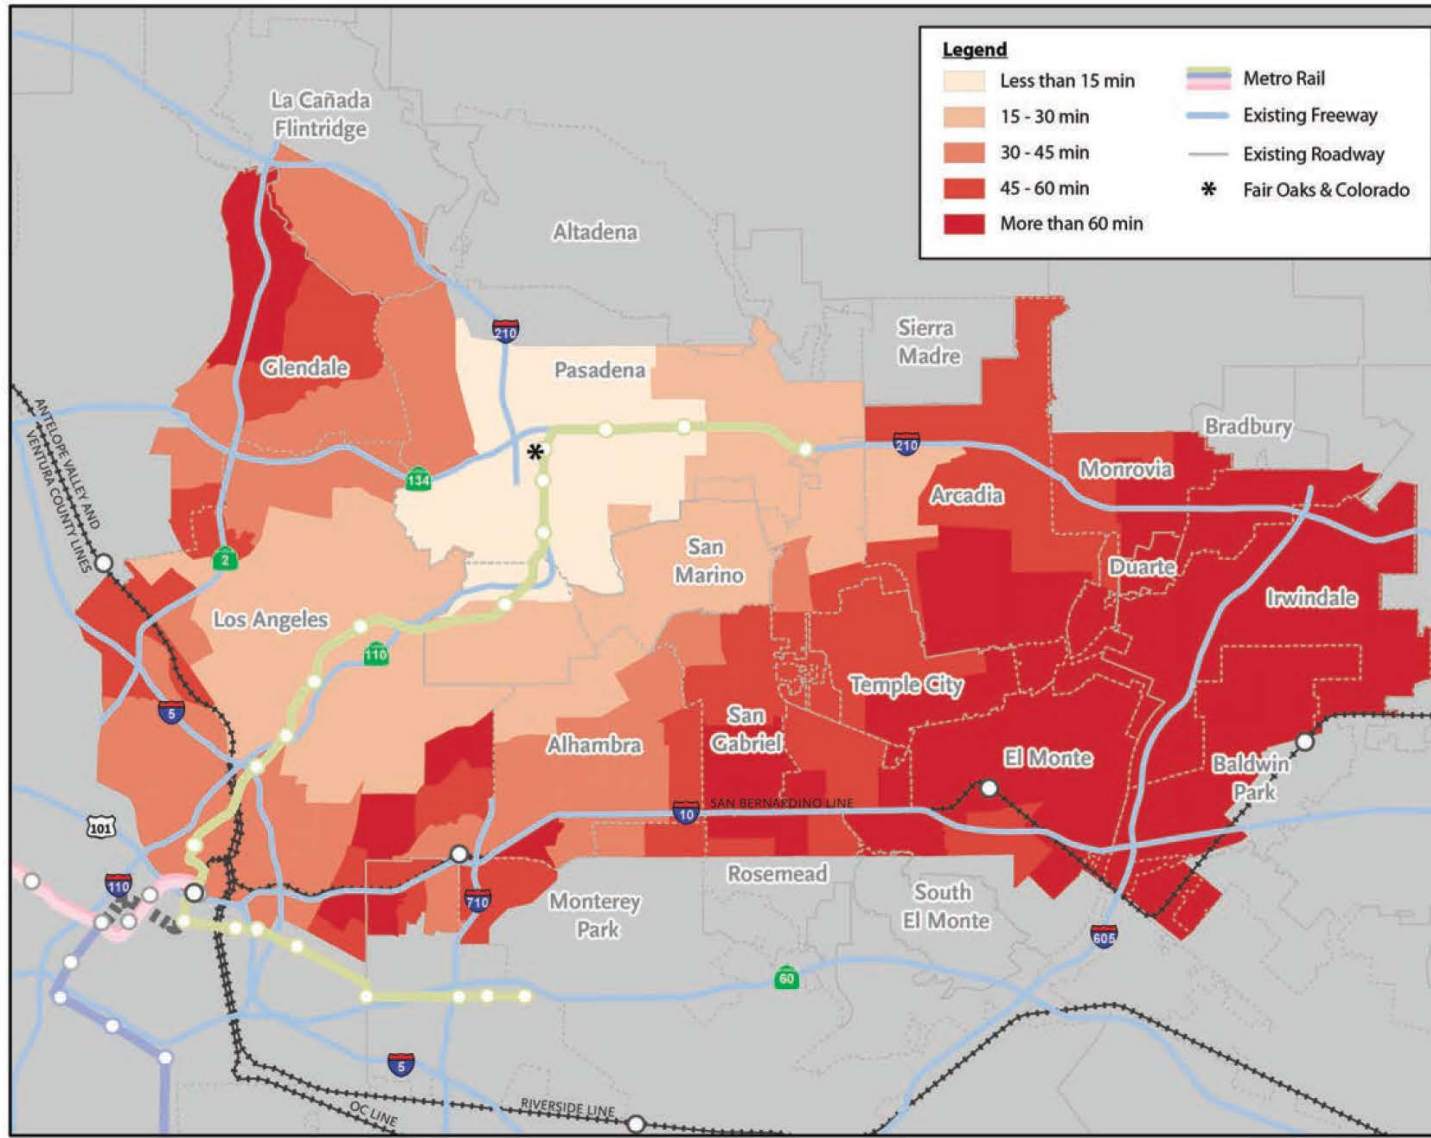 Legend
Less than 15 min
15 - 30 min
30 - 45 min
45 - 60 min
More than 60 min
Metro Rail
Existing Freeway
Existing Roadway
* Fair Oaks & Colorado
La Cañada
Flintridge
Altadena
210
Sierra
Madre
Glendale
Pasadena
ANTELOPE VALLEY AND
VENTURA COUNTY LINES
Bradbury
210
134
Monrovia
Arcadia
*
2
San
Marino
Duarte
Irwindale
Los Angeles
110
Temple City
5
San
Gabriel
Alhambra
El Monte
Baldwin
Park
SAN BERNARDINO LINE
10
101
110
Rosemead
710
Monterey
Park
South
El Monte
605
60
5
OC LINE
RIVERSIDE LINE